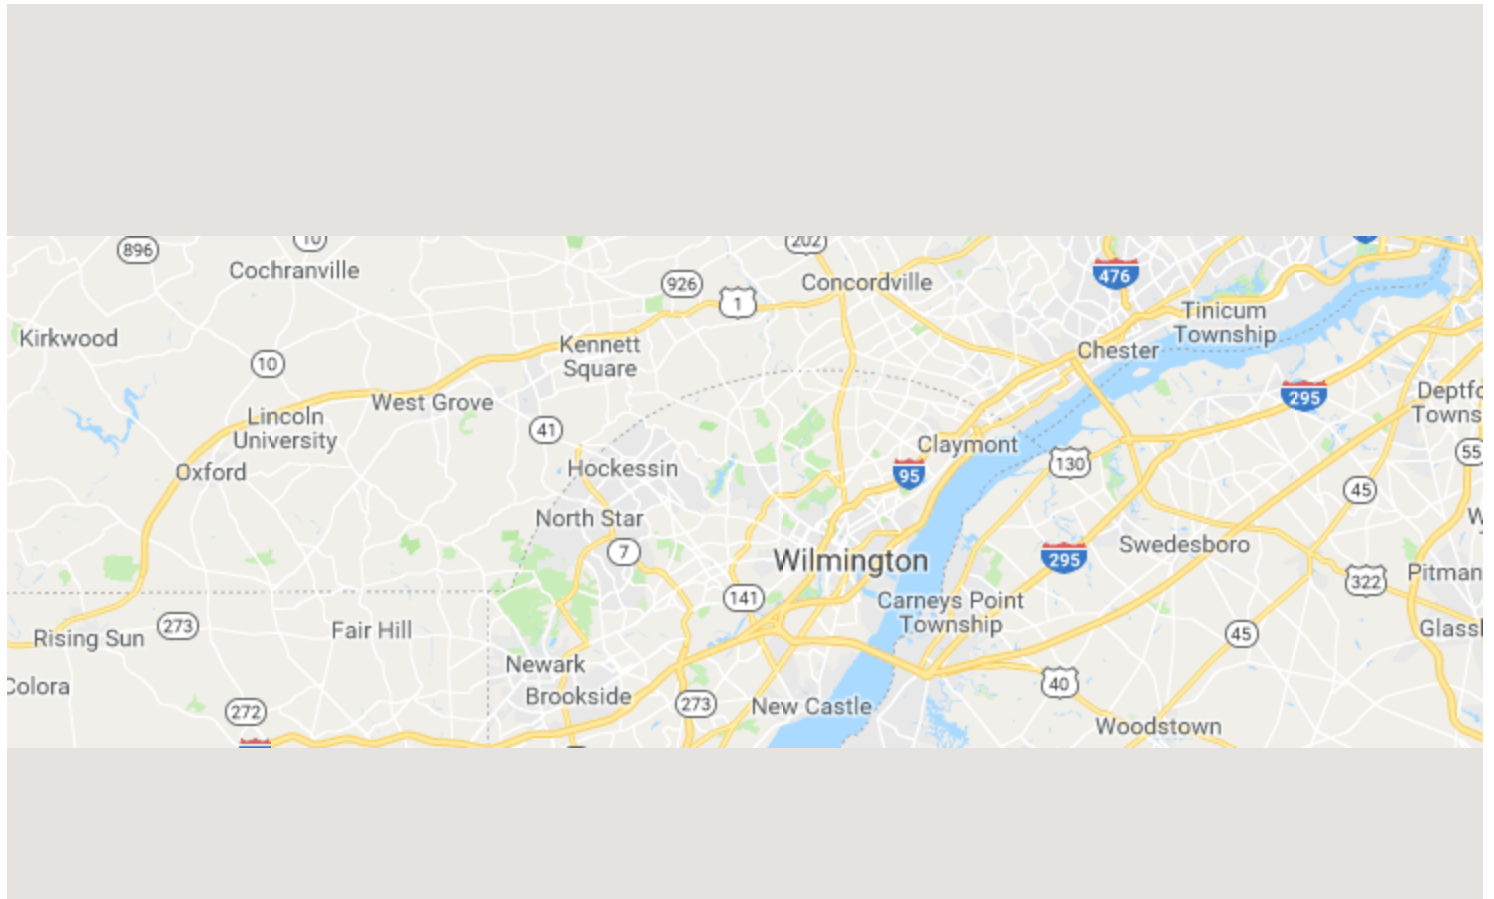 896
10
Cochranville
202
926
1
Concordville
476
Tinicum
Township
Kirkwood
10
Kennett
Square
Chester
295
Lincoln
University
West Grove
41
Claymont
Oxford
Hockessin
95
130
55
45
North Star
7
Wilmington
295
Swedesboro
322
Pitman
141
Carneys Point
Township
Rising Sun
273
Fair Hill
45
Newark
Brookside
40
272
273
New Castle
Woodstown